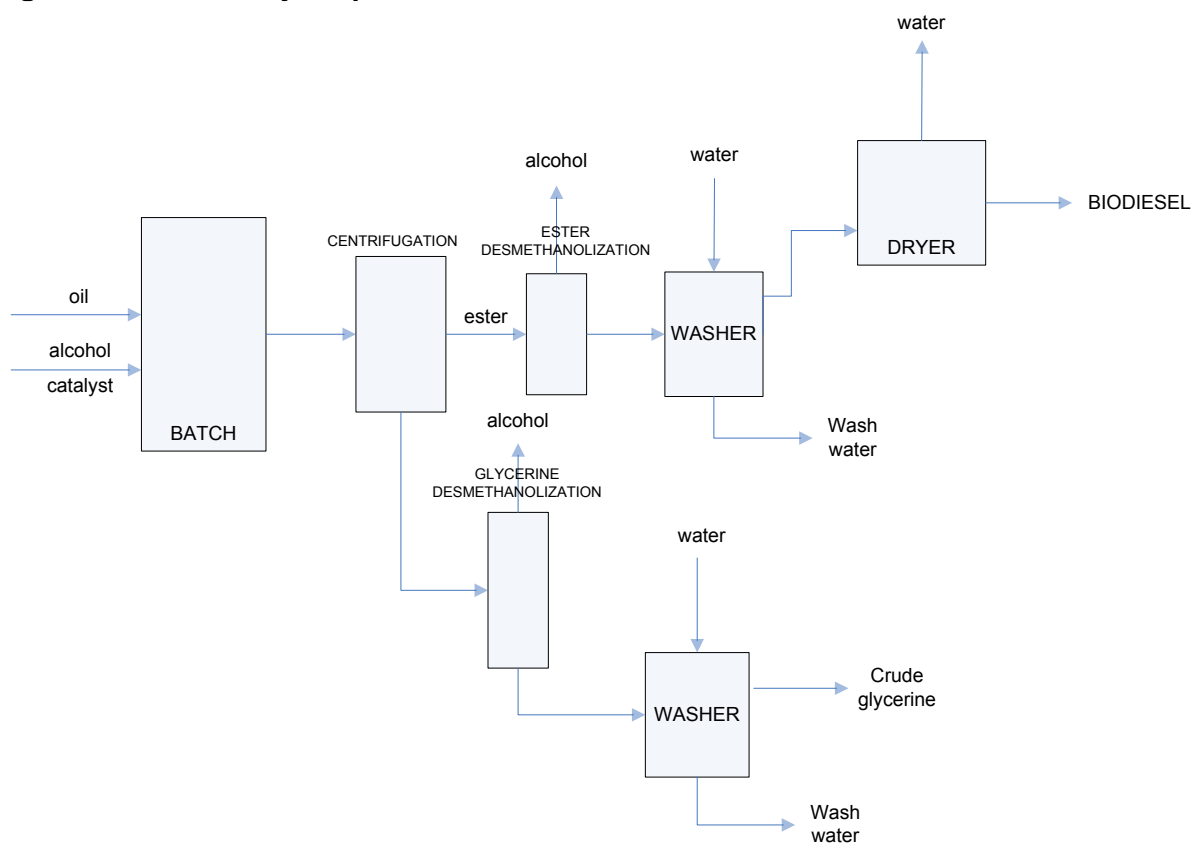 water
alcohol
water
BIODIESEL
CENTRIFUGATION
ESTER
DESMETHANOLIZATION
DRYER
oil
ester
WASHER
alcohol
catalyst
BATCH
alcohol
Wash
water
GLYCERINE
DESMETHANOLIZATION
water
Crude
glycerine
WASHER
Wash
water